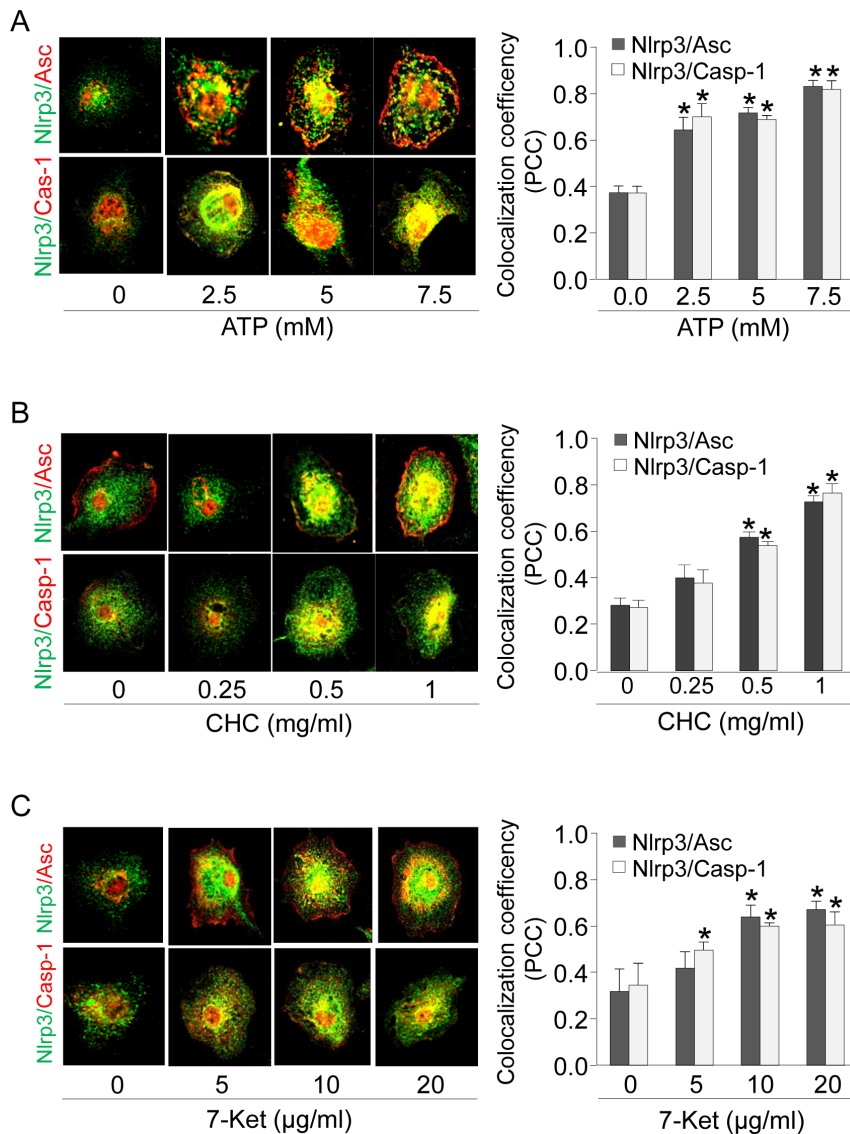 A
Nlrp3/Asc
Nlrp3/Cas-1
0 2.5 5 7.5
ATP (mM)
Colocalization coefficency
(PCC)
1.0
0.8
0.6
0.4
0.2
0.0
Nlrp3/Asc
Nlrp3/Casp-1
* * * * * *
0.0 2.5 5 7.5
ATP (mM)
B
Nlrp3/Asc
Nlrp3/Casp-1
0 0.25 0.5 1
CHC (mg/ml)
Colocalization coefficency
(PCC)
1.0
0.8
0.6
0.4
0.2
0.0
Nlrp3/Asc
Nlrp3/Casp-1
* * * *
0 0.25 0.5 1
CHC (mg/ml)
C
Nlrp3/Asc
Nlrp3/Casp-1
0 5 10 20
7-Ket (µg/ml)
Colocalization coefficency
(PCC)
1.0
0.8
0.6
0.4
0.2
0.0
Nlrp3/Asc
Nlrp3/Casp-1
* * * * *
0 5 10 20
7-Ket (µg/ml)